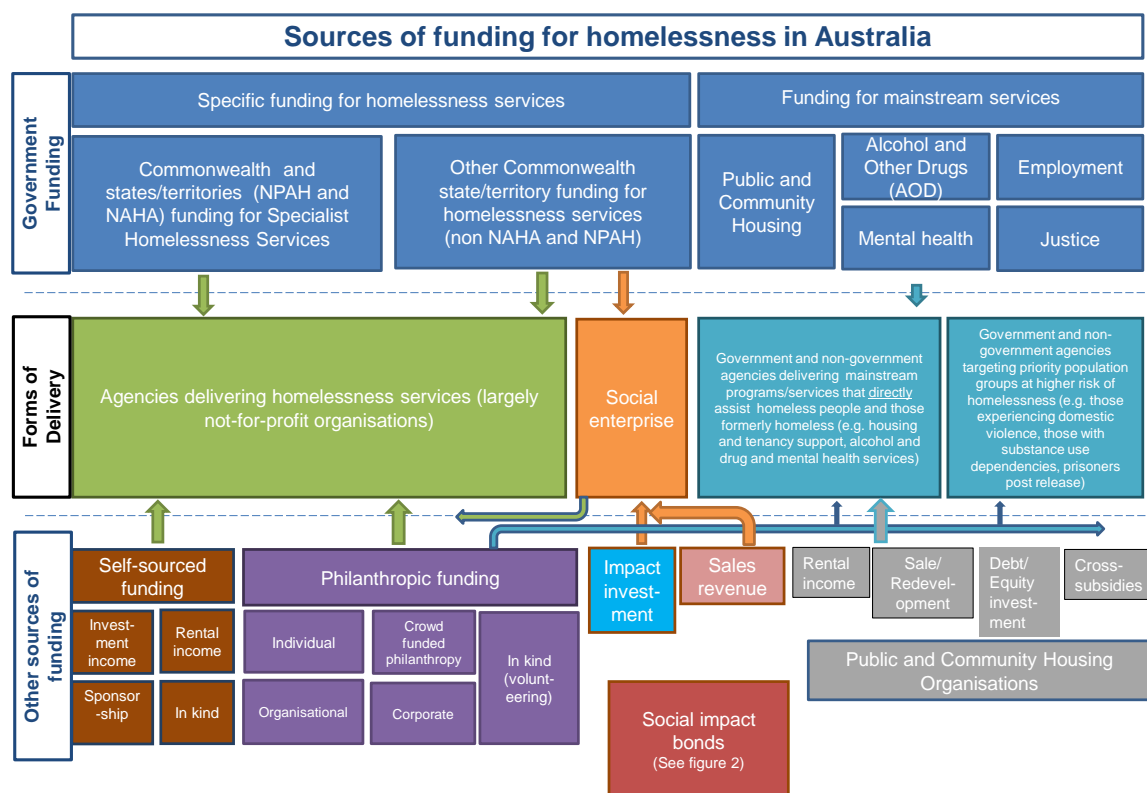 Sources of funding for homelessness in Australia
Government
Funding
Specific funding for homelessness services
Funding for mainstream services
Commonwealth and
states/territories (NPAH and
NAHA) funding for Specialist
Homelessness Services
Other Commonwealth
state/territory funding for
homelessness services
(non NAHA and NPAH)
Public and
Community
Housing
Alcohol and
Other Drugs
(AOD)
Employment
Mental health
Justice
Forms of
Delivery
Agencies delivering homelessness services (largely
not-for-profit organisations)
Social
enterprise
Government and non-government
agencies delivering mainstream
programs/services that directly
assist homeless people and those
formerly homeless (e.g. housing
and tenancy support, alcohol and
drug and mental health services)
Government and non-
government agencies
targeting priority population
groups at higher risk of
homelessness (e.g. those
experiencing domestic
violence, those with
substance use
dependencies, prisoners
post release)
Other sources of
funding
Self-sourced
funding
Invest-
ment
income
Rental
income
Sponsor
-ship
In kind
Philanthropic funding
Individual
Crowd
funded
philanthropy
In kind
(volunt-
eering)
Organisational
Corporate
Impact
invest-
ment
Sales
revenue
Rental
income
Sale/
Redevel-
opment
Debt/
Equity
invest-
ment
Cross-
subsidies
Public and Community Housing
Organisations
Social impact
bonds
(See figure 2)